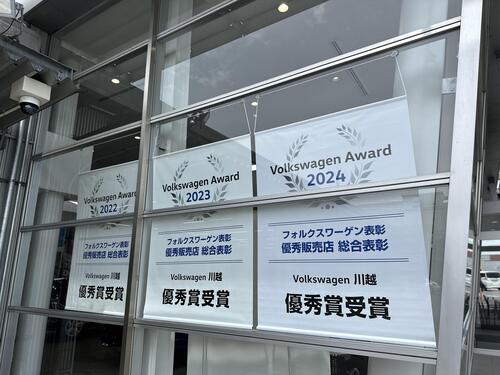 Volkswagen Award
2022
フォルクスワーゲン表彰
優秀販売店 総合表彰
Volkswagen 川越
優秀賞受賞
Volkswagen Award
2023
フォルクスワーゲン表彰
優秀販売店 総合表彰
Volkswagen 川越
優秀賞受賞
Volkswagen Award
2024
フォルクスワーゲン表彰
優秀販売店 総合表彰
Volkswagen 川越
優秀賞受賞